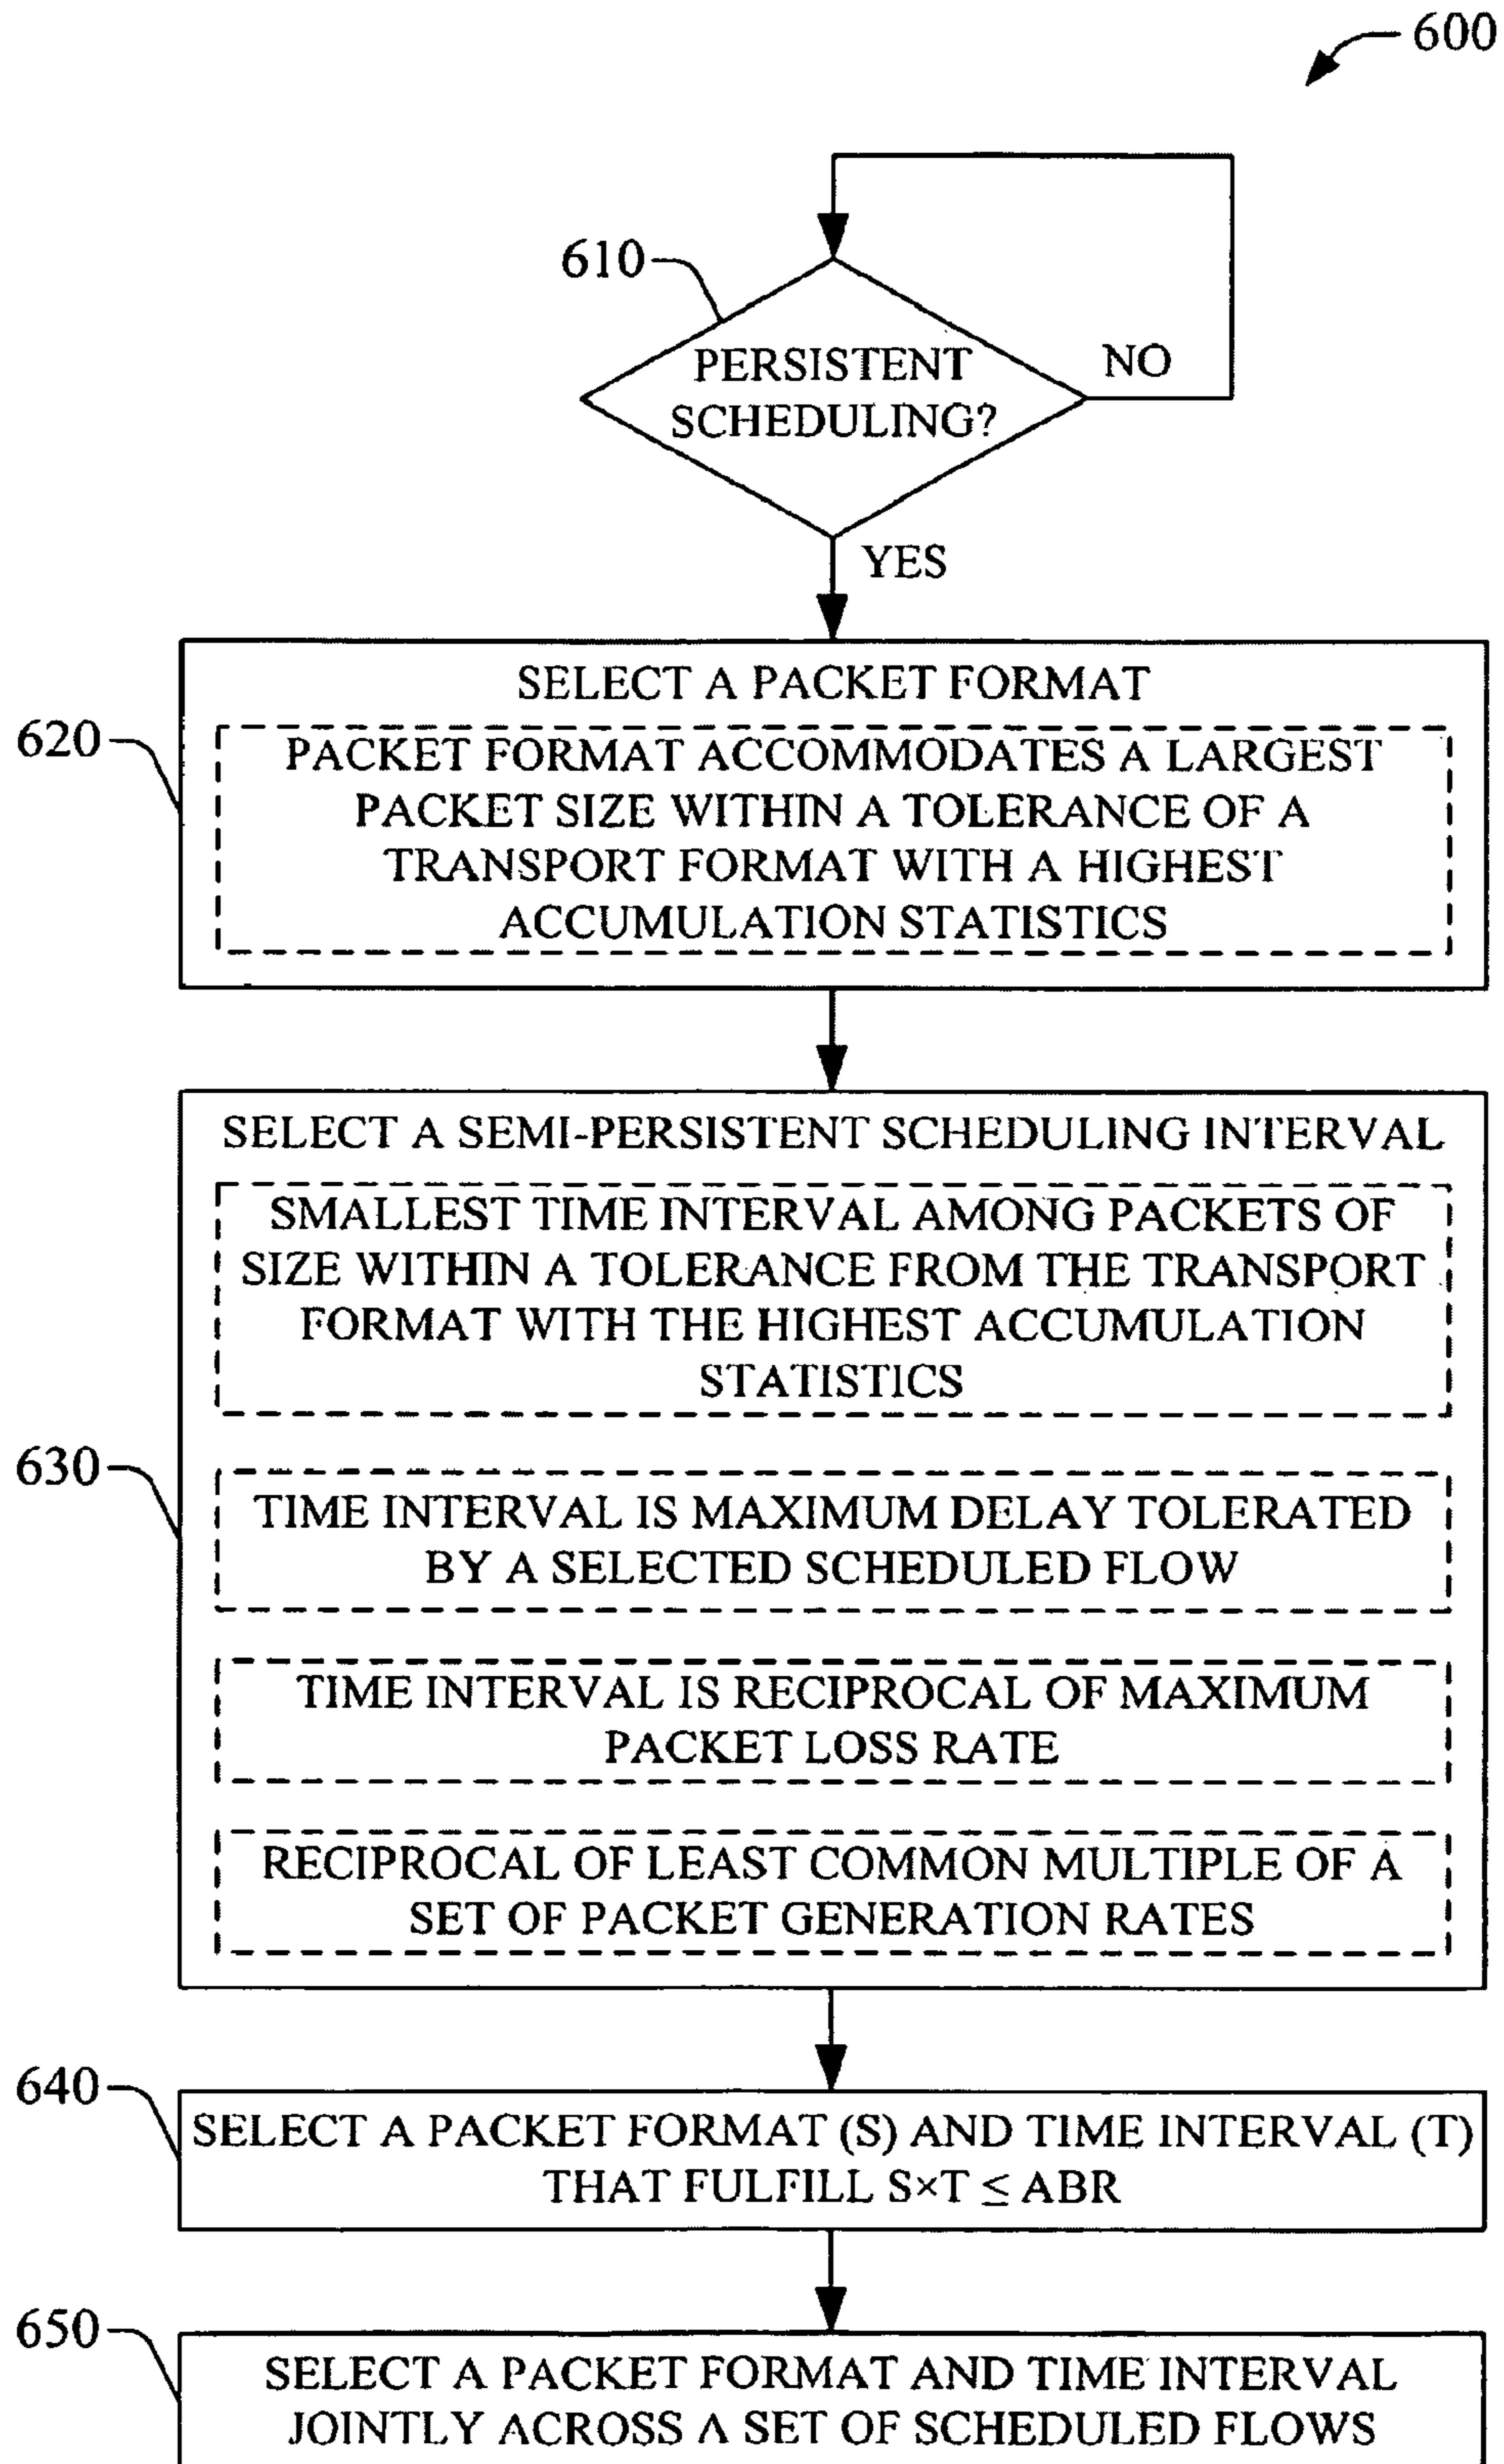 600
610
PERSISTENT
SCHEDULING?
NO
YES
SELECT A PACKET FORMAT
620
PACKET FORMAT ACCOMMODATES A LARGEST
PACKET SIZE WITHIN A TOLERANCE OF A
TRANSPORT FORMAT WITH A HIGHEST
ACCUMULATION STATISTICS
SELECT A SEMI-PERSISTENT SCHEDULING INTERVAL
SMALLEST TIME INTERVAL AMONG PACKETS OF
SIZE WITHIN A TOLERANCE FROM THE TRANSPORT
FORMAT WITH THE HIGHEST ACCUMULATION
STATISTICS
630
TIME INTERVAL IS MAXIMUM DELAY TOLERATED
BY A SELECTED SCHEDULED FLOW
TIME INTERVAL IS RECIPROCAL OF MAXIMUM
PACKET LOSS RATE
RECIPROCAL OF LEAST COMMON MULTIPLE OF A
SET OF PACKET GENERATION RATES
640
SELECT A PACKET FORMAT (S) AND TIME INTERVAL (T)
THAT FULFILL S×T ≤ ABR
650
SELECT A PACKET FORMAT AND TIME INTERVAL
JOINTLY ACROSS A SET OF SCHEDULED FLOWS